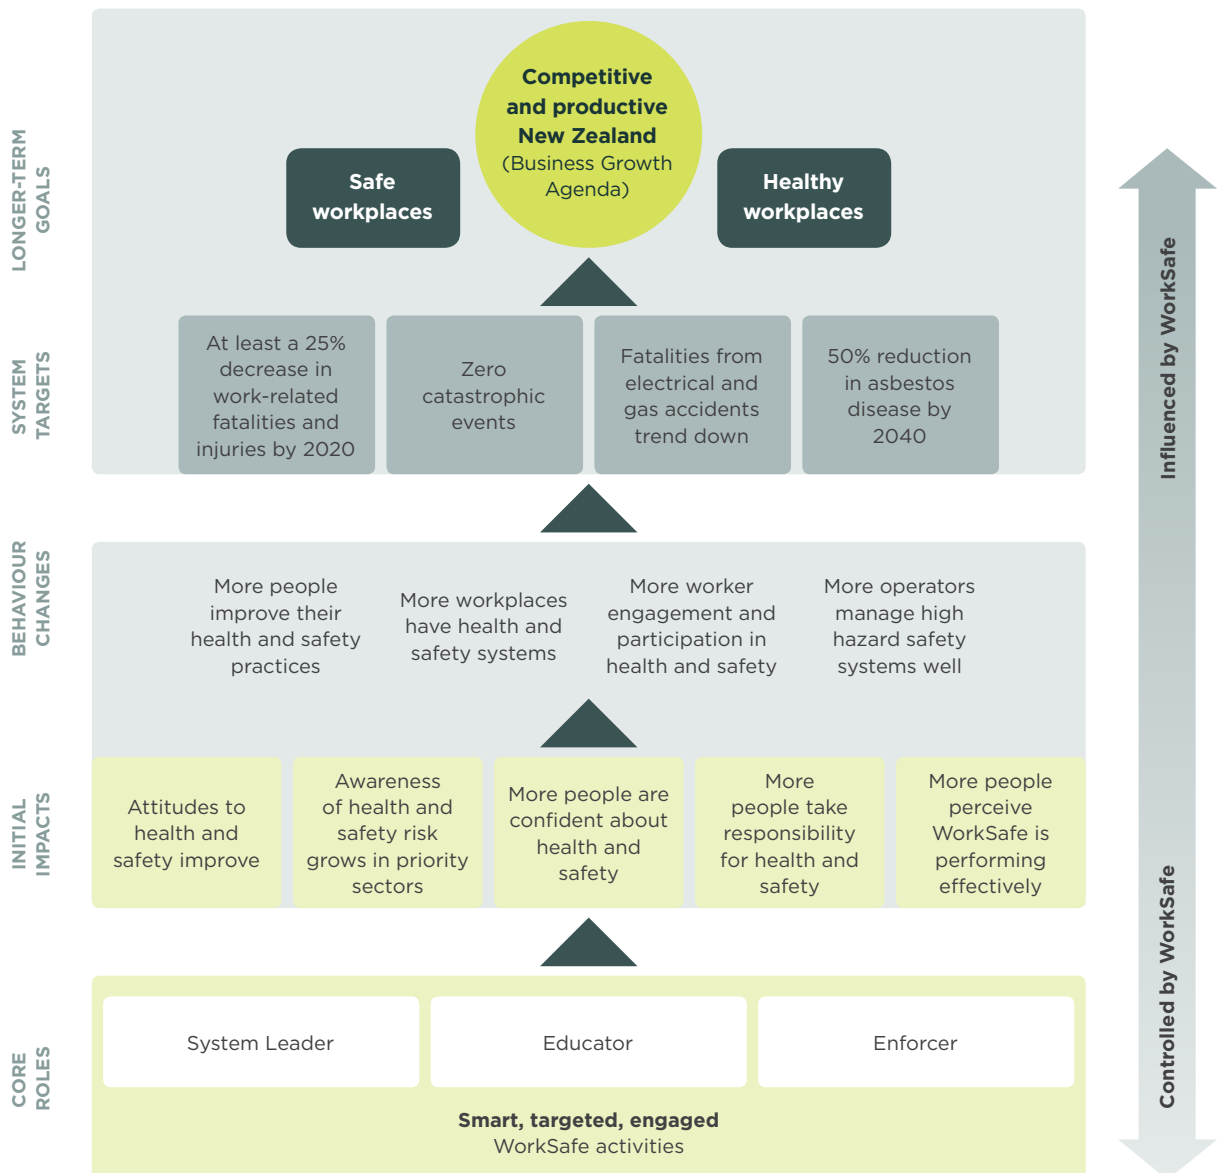 LONGER-TERM
GOALS
Competitive
and productive
New Zealand
(Business Growth
Agenda)
Safe
workplaces
Healthy
workplaces
SYSTEM
TARGETS
At least a 25%
decrease in
work-related
fatalities and
injuries by 2020
Zero
catastrophic
events
Fatalities from
electrical and
gas accidents
trend down
50% reduction
in asbestos
disease by
2040
BEHAVIOUR
CHANGES
More people
improve their
health and safety
practices
More workplaces
have health and
safety systems
More worker
engagement and
participation in
health and safety
More operators
manage high
hazard safety
systems well
INITIAL
IMPACTS
Attitudes to
health and
safety improve
Awareness
of health and
safety risk
grows in priority
sectors
More people are
confident about
health and
safety
More
people take
responsibility
for health and
safety
More people
perceive
WorkSafe is
performing
effectively
CORE
ROLES
System Leader
Educator
Enforcer
Smart, targeted, engaged
WorkSafe activities
Influenced by WorkSafe
Controlled by WorkSafe